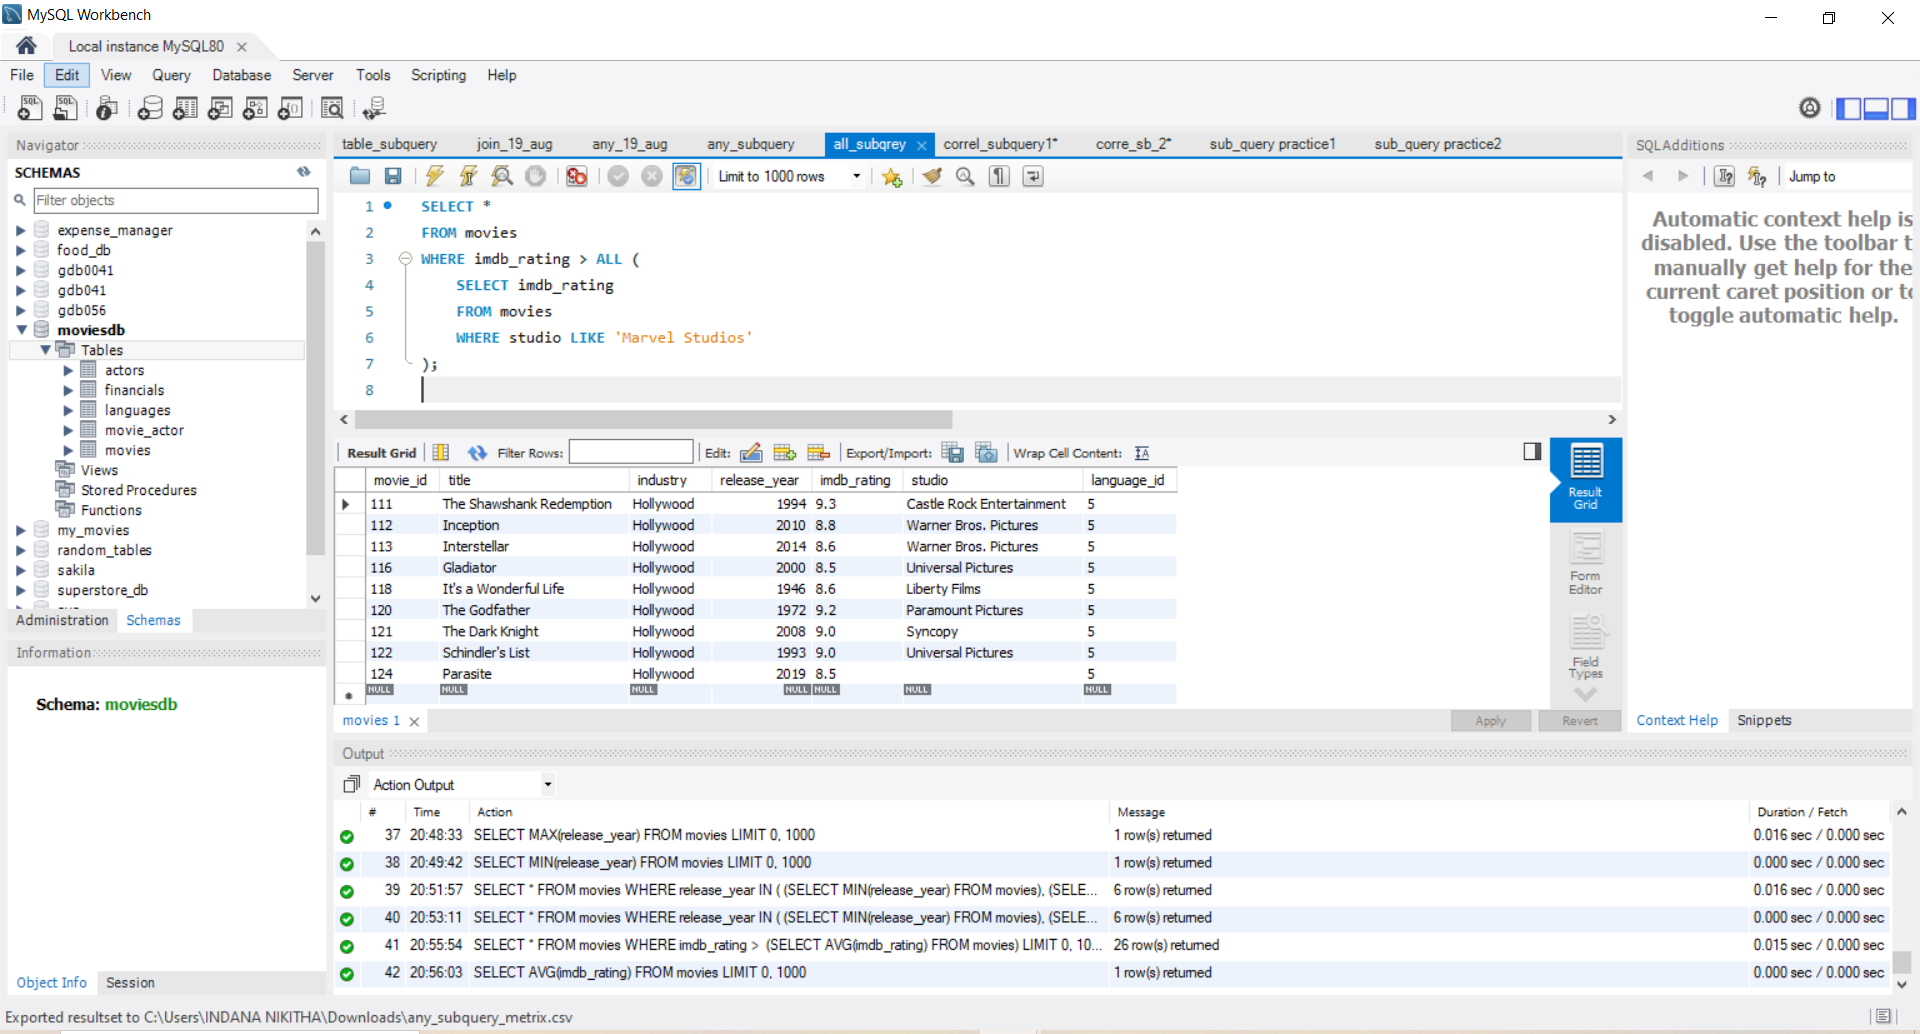 MySQL Workbench
Local instance MySQL80
File Edit View Query Database Server Tools Scripting Help
Navigator
SCHEMAS
Filter objects
expense_manager
food_db
gdb0041
gdb041
gdb056
moviesdb
Tables
actors
financials
languages
movie_actor
movies
Views
Stored Procedures
Functions
my_movies
random_tables
sakila
superstore_db
Administration Schemas
Information
Schema: moviesdb
Object Info Session
table_subquery join_19_aug any_19_aug any_subquery all_subqrey correl_subquery1* corre_sb_2* sub_query practice1 sub_query practice2
Limit to 1000 rows
1 SELECT *
2 FROM movies
3 WHERE imdb_rating > ALL (
4 SELECT imdb_rating
5 FROM movies
6 WHERE studio LIKE 'Marvel Studios'
7 );
8
Result Grid Filter Rows: Edit: Export/Import: Wrap Cell Content: IA
movie_id title industry release_year imdb_rating studio language_id
111 The Shawshank Redemption Hollywood 1994 9.3 Castle Rock Entertainment 5
112 Inception Hollywood 2010 8.8 Warner Bros. Pictures 5
113 Interstellar Hollywood 2014 8.6 Warner Bros. Pictures 5
116 Gladiator Hollywood 2000 8.5 Universal Pictures 5
118 It's a Wonderful Life Hollywood 1946 8.6 Liberty Films 5
120 The Godfather Hollywood 1972 9.2 Paramount Pictures 5
121 The Dark Knight Hollywood 2008 9.0 Syncopy 5
122 Schindler's List Hollywood 1993 9.0 Universal Pictures 5
124 Parasite Hollywood 2019 8.5 5
NULL NULL NULL NULL NULL NULL NULL
movies 1
Apply Revert
Result
Grid
Form
Editor
Field
Types
SQLAdditions
Jump to
Automatic context help is
disabled. Use the toolbar t
manually get help for the
current caret position or to
toggle automatic help.
Context Help Snippets
Output
Action Output
# Time Action Message Duration / Fetch
37 20:48:33 SELECT MAX(release_year) FROM movies LIMIT 0, 1000 1 row(s) returned 0.016 sec / 0.000 sec
38 20:49:42 SELECT MIN(release_year) FROM movies LIMIT 0, 1000 1 row(s) returned 0.000 sec / 0.000 sec
39 20:51:57 SELECT * FROM movies WHERE release_year IN ( (SELECT MIN(release_year) FROM movies), (SELE... 6 row(s) returned 0.016 sec / 0.000 sec
40 20:53:11 SELECT * FROM movies WHERE release_year IN ( (SELECT MIN(release_year) FROM movies), (SELE... 6 row(s) returned 0.000 sec / 0.000 sec
41 20:55:54 SELECT * FROM movies WHERE imdb_rating > (SELECT AVG(imdb_rating) FROM movies) LIMIT 0, 10... 26 row(s) returned 0.015 sec / 0.000 sec
42 20:56:03 SELECT AVG(imdb_rating) FROM movies LIMIT 0, 1000 1 row(s) returned 0.000 sec / 0.000 sec
Exported resultset to C:\Users\INDANA NIKITHA\Downloads\any_subquery_metrix.csv